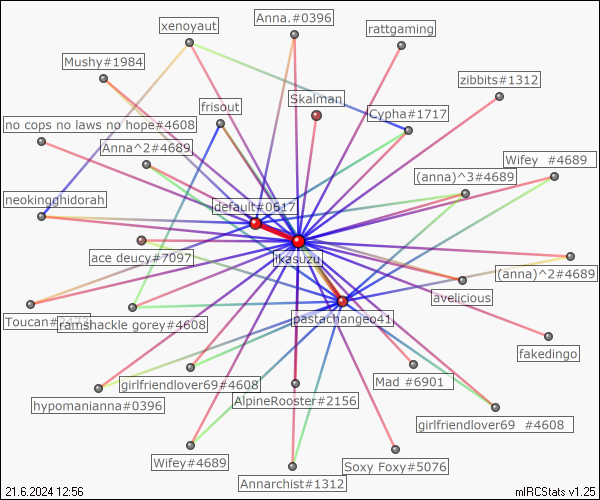 xenoyaut
Anna.#0396
rattgaming
Mushy#1984
zibbits#1312
Skalman
frisout
Cypha#1717
no cops no laws no hope#4608
Anna^2#4689
Wifey   #4689
(anna)^3#4689
neokingghidorah
default#0617
ace deucy#7097
ikasuzu
(anna)^2#4689
avelicious
Toucan#
ramshackle gorey#4608
pastachangeo41
fakedingo
girlfriendlover69#4608
Mad #6901
hypomanianna#0396
AlpineRooster#2156
girlfriendlover69   #4608
Wifey#4689
Soxy Foxy#5076
Annarchist#1312
21.6.2024 12:56
mIRCStats v1.25